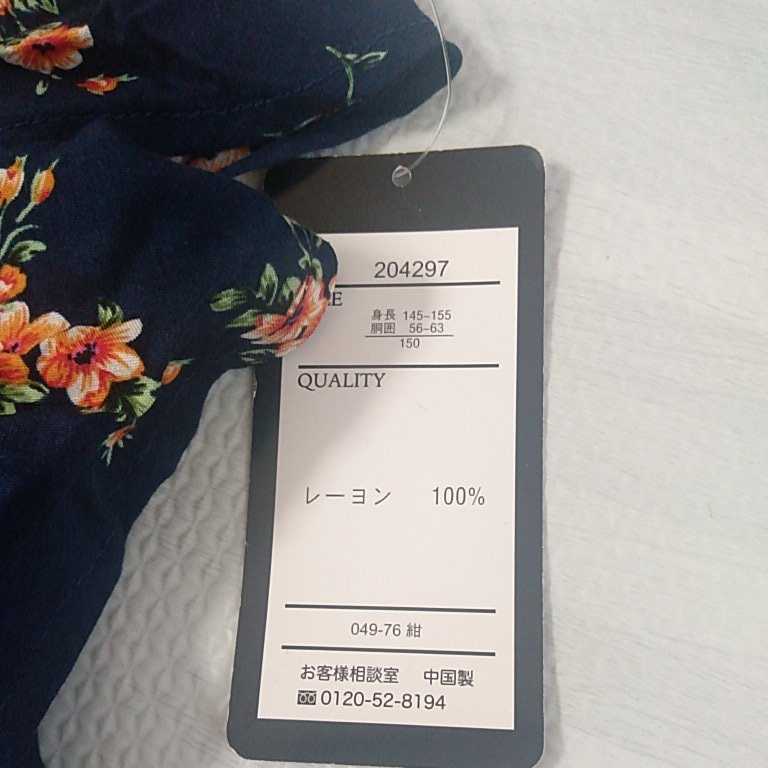 204297
身長 145-155
胴囲 56-63
150
QUALITY
レーヨン 100%
049-76 紺
お客様相談室 中国製
0120-52-8194